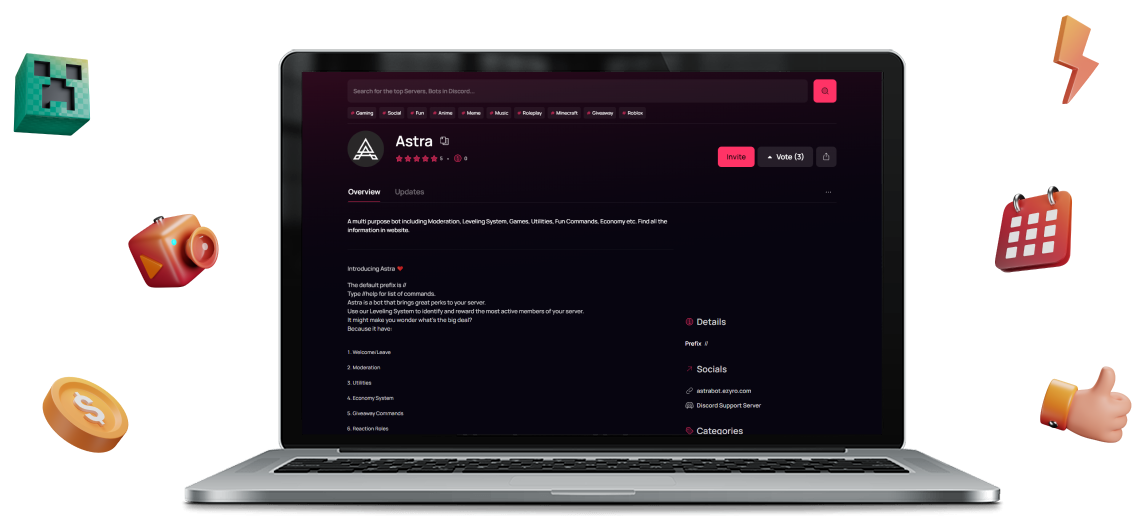 Search for the top Servers, Bots in Discord...
# Gaming # Social # Fun # Anime # Meme # Music # Roleplay # Minecraft # Giveaway # Roblox
Astra
5 • 0
Invite
Vote (3)
Overview Updates
...
A multi purpose bot including Moderation, Leveling System, Games, Utilities, Fun Commands, Economy etc. Find all the
information in website.
Introducing Astra ❤
The default prefix is //
Type //help for list of commands.
Astra is a bot that brings great perks to your server.
Use our Leveling System to identify and reward the most active members of your server.
It might make you wonder what's the big deal?
Because it have:
1. Welcome/Leave
2. Moderation
3. Utilities
4. Economy System
5. Giveaway Commands
6. Reaction Roles
Details
Prefix //
Socials
astrabot.ezyro.com
Discord Support Server
Categories
$